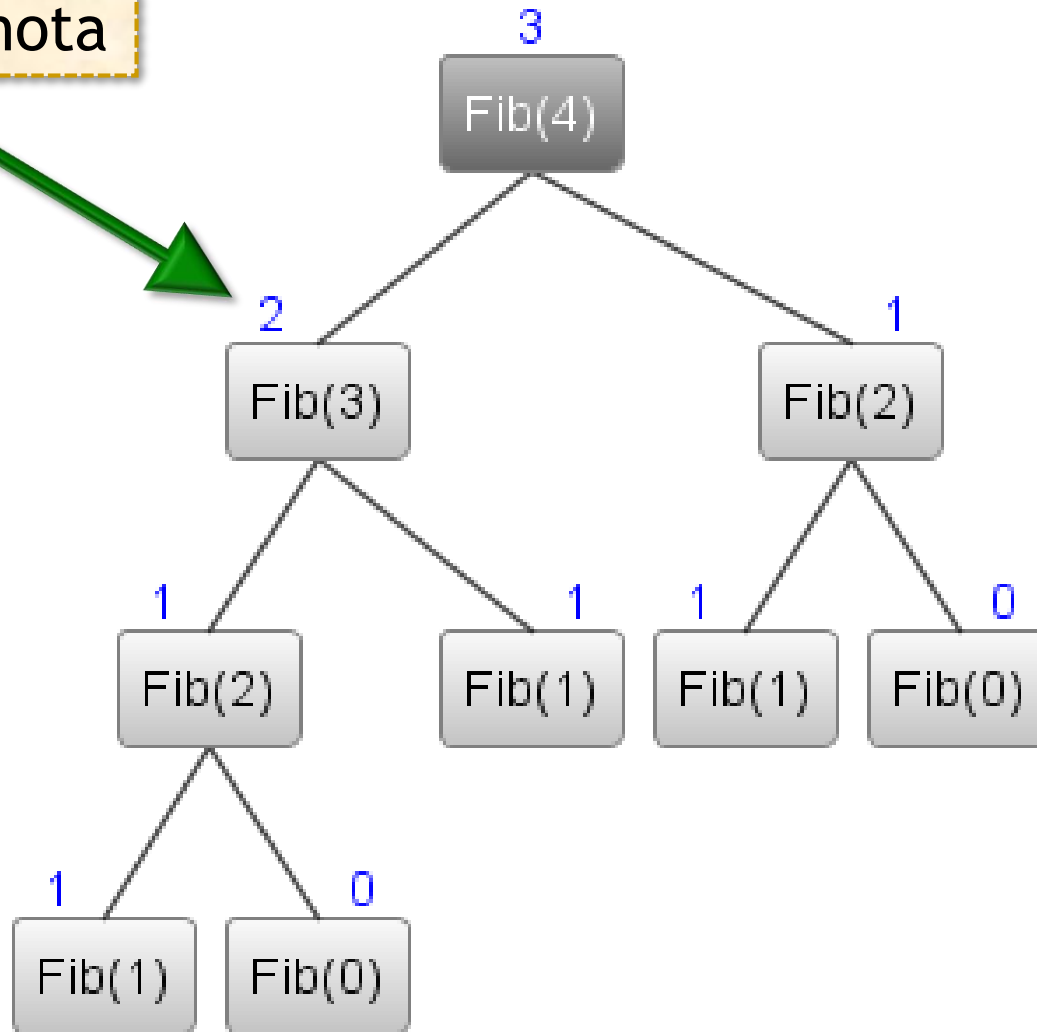 nota
3
Fib(4)
2 1
Fib(3) Fib(2)
1 1 1 0
Fib(2) Fib(1) Fib(1) Fib(0)
1 0
Fib(1) Fib(0)